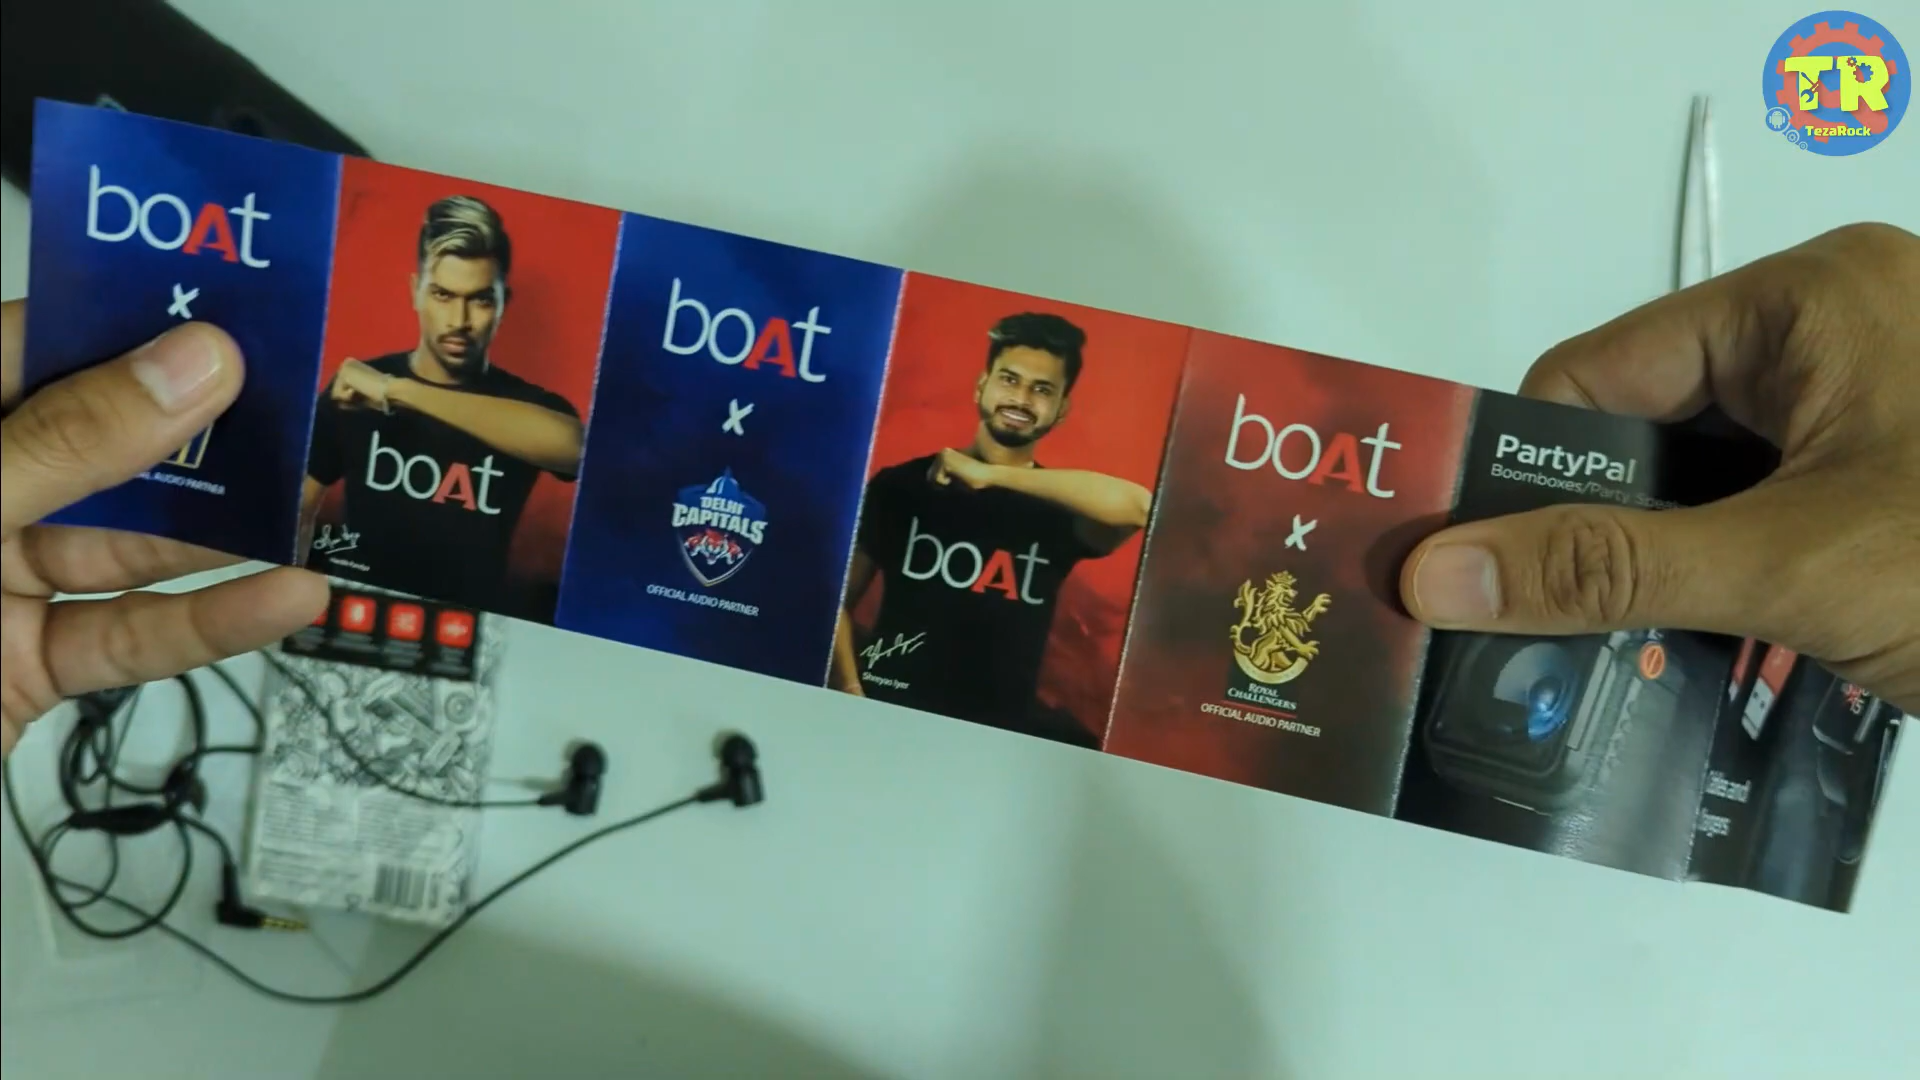 TR
TezaRock
boAt
x
AUDIO PARTNER
boAt
boAt
x
DELHI
CAPITALS
OFFICIAL AUDIO PARTNER
boAt
Shreyas Iyer
boAt
x
ROYAL
CHALLENGERS
OFFICIAL AUDIO PARTNER
PartyPal
Boomboxes/Party